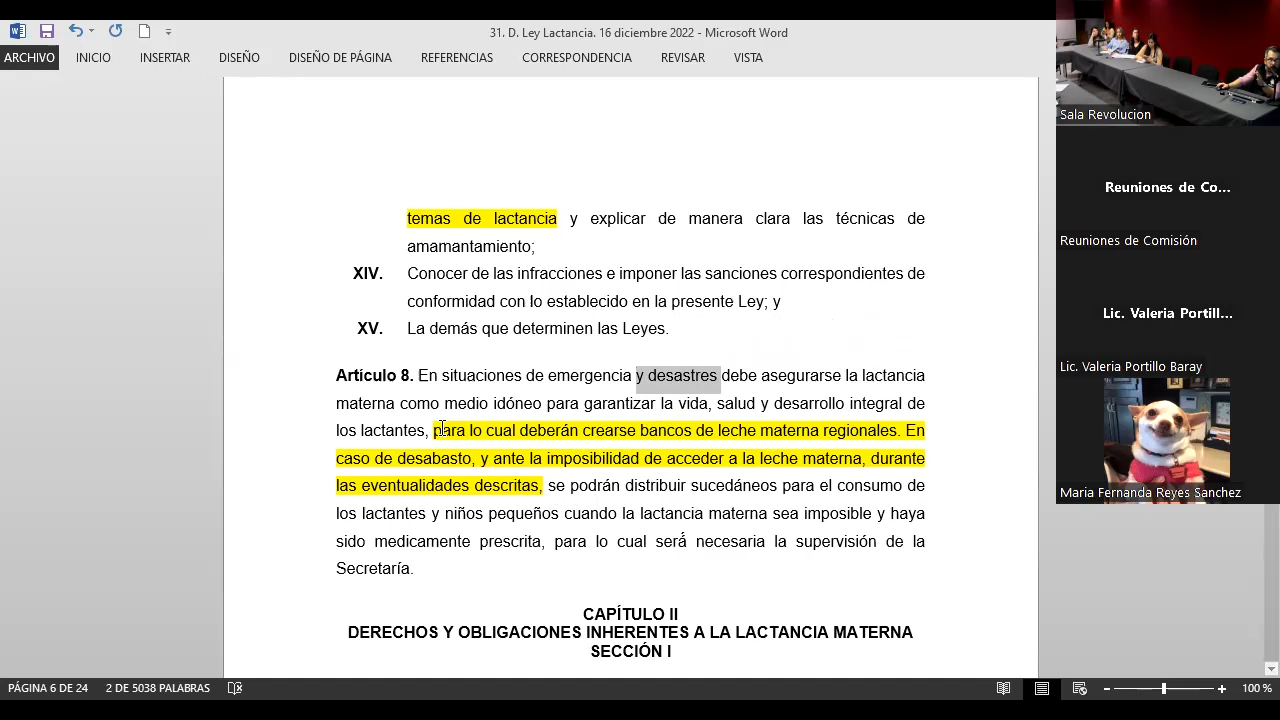 31. D. Ley Lactancia. 16 diciembre 2022 - Microsoft Word
ARCHIVO INICIO INSERTAR DISEÑO DISEÑO DE PÁGINA REFERENCIAS CORRESPONDENCIA REVISAR VISTA
temas de lactancia y explicar de manera clara las técnicas de
amamantamiento;
XIV. Conocer de las infracciones e imponer las sanciones correspondientes de
conformidad con lo establecido en la presente Ley; y
XV. La demás que determinen las Leyes.
Artículo 8. En situaciones de emergencia y desastres debe asegurarse la lactancia
materna como medio idóneo para garantizar la vida, salud y desarrollo integral de
los lactantes, para lo cual deberán crearse bancos de leche materna regionales. En
caso de desabasto, y ante la imposibilidad de acceder a la leche materna, durante
las eventualidades descritas, se podrán distribuir sucedáneos para el consumo de
los lactantes y niños pequeños cuando la lactancia materna sea imposible y haya
sido medicamente prescrita, para lo cual será necesaria la supervisión de la
Secretaría.
CAPÍTULO II
DERECHOS Y OBLIGACIONES INHERENTES A LA LACTANCIA MATERNA
SECCIÓN I
PÁGINA 6 DE 24 2 DE 5038 PALABRAS 100 %
Sala Revolucion
Reuniones de Co...
Reuniones de Comisión
Lic. Valeria Portill...
Lic. Valeria Portillo Baray
Maria Fernanda Reyes Sanchez